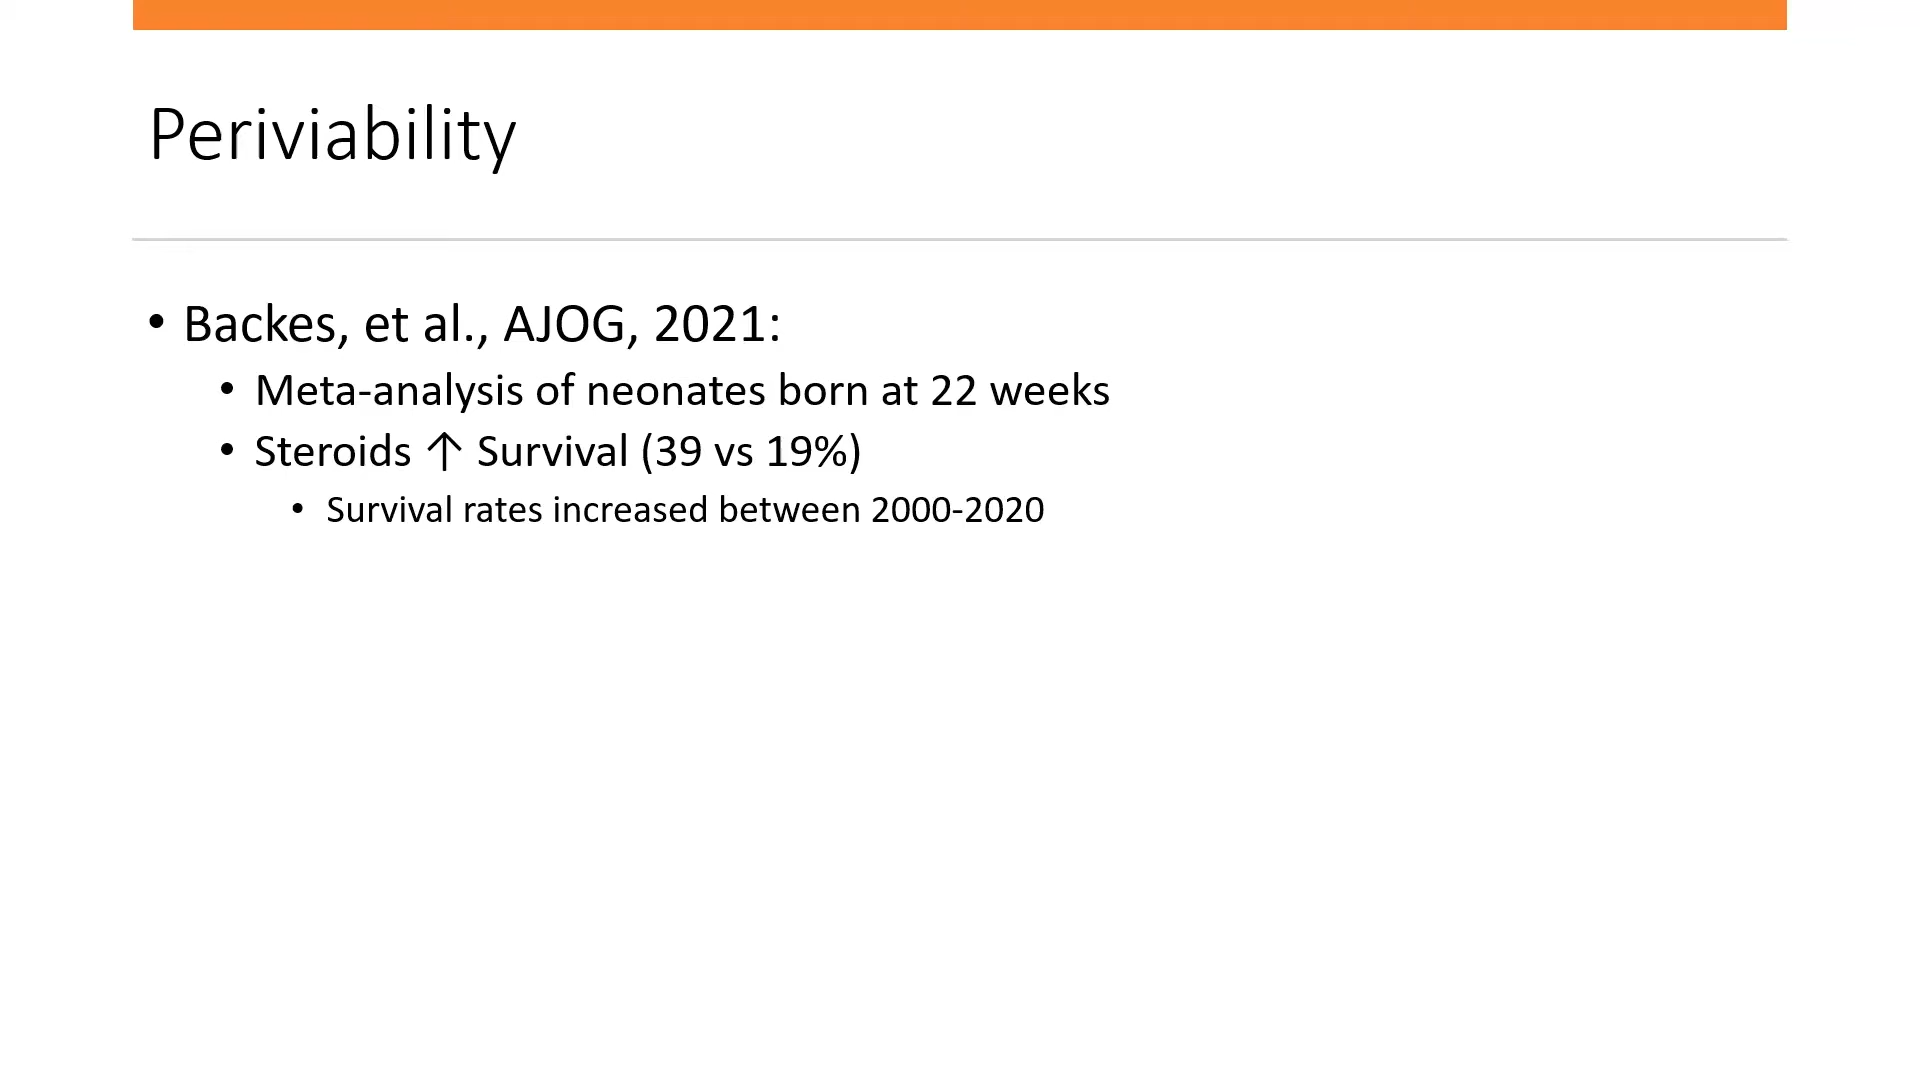 Periviability
• Backes, et al., AJOG, 2021:
• Meta-analysis of neonates born at 22 weeks
• Steroids ↑ Survival (39 vs 19%)
• Survival rates increased between 2000-2020